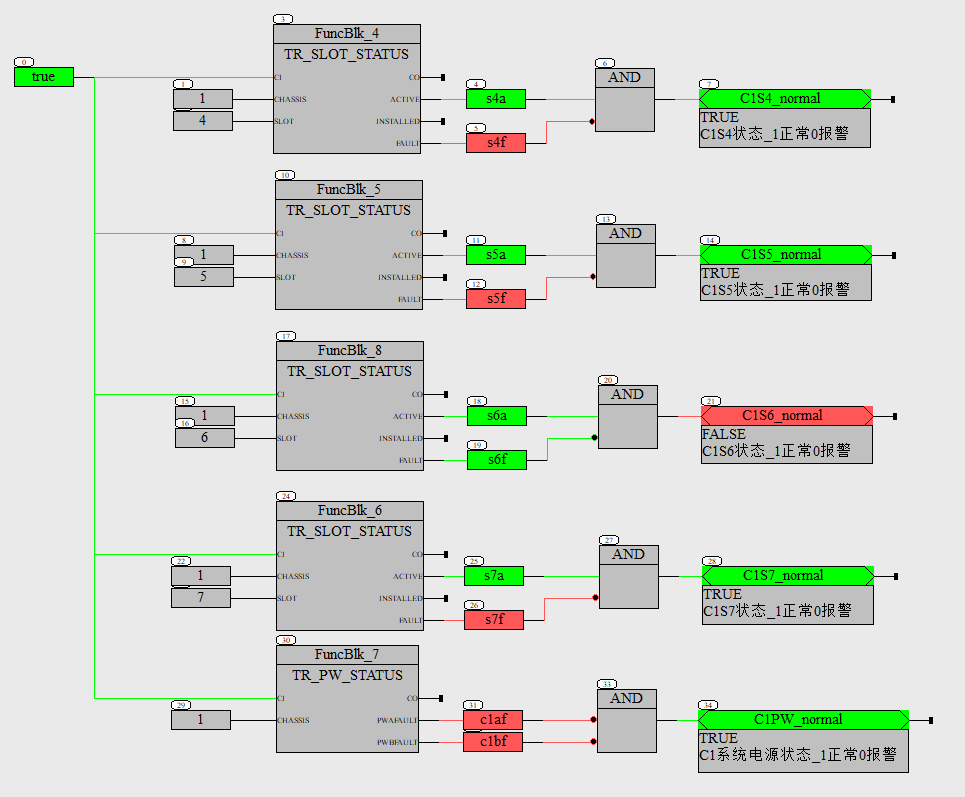 0
true
3
FuncBlk_4
TR_SLOT_STATUS
CI
CO
1
1
CHASSIS
ACTIVE
4
s4a
4
SLOT
INSTALLED
5
s4f
FAULT
6
AND
7
C1S4_normal
TRUE
C1S4状态_1正常0报警
10
FuncBlk_5
TR_SLOT_STATUS
CI
CO
8
1
CHASSIS
ACTIVE
11
s5a
9
5
SLOT
INSTALLED
12
s5f
FAULT
13
AND
14
C1S5_normal
TRUE
C1S5状态_1正常0报警
17
FuncBlk_8
TR_SLOT_STATUS
CI
CO
15
1
CHASSIS
ACTIVE
18
s6a
16
6
SLOT
INSTALLED
19
s6f
FAULT
20
AND
21
C1S6_normal
FALSE
C1S6状态_1正常0报警
24
FuncBlk_6
TR_SLOT_STATUS
CI
CO
22
1
CHASSIS
ACTIVE
25
s7a
7
SLOT
INSTALLED
26
s7f
FAULT
27
AND
28
C1S7_normal
TRUE
C1S7状态_1正常0报警
30
FuncBlk_7
TR_PW_STATUS
CI
CO
29
1
CHASSIS
PWAFAULT
31
c1af
PWBFAULT
c1bf
33
AND
34
C1PW_normal
TRUE
C1系统电源状态_1正常0报警